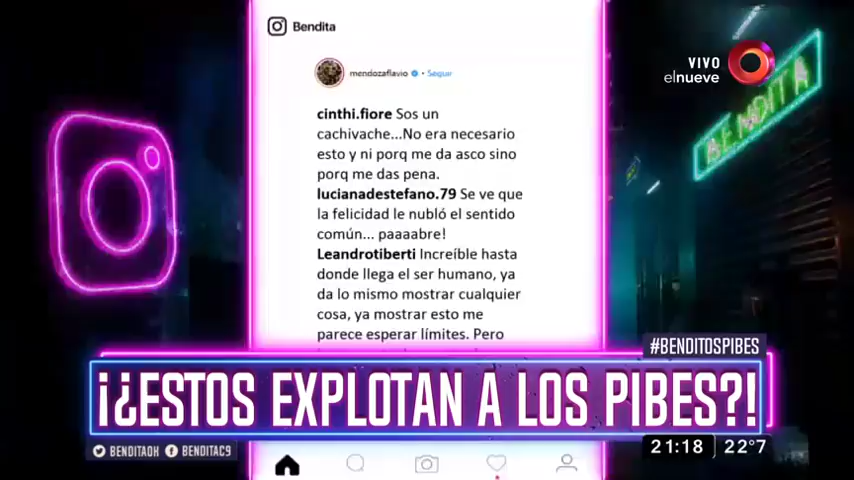 Bendita
mendozaflavio • Seguir
cinthi.fiore Sos un
cachivache...No era necesario
esto y ni porq me da asco sino
porq me das pena.
lucianadestefano.79 Se ve que
la felicidad le nubló el sentido
común... paaaabre!
Leandrotiberti Increíble hasta
donde llega el ser humano, ya
da lo mismo mostrar cualquier
cosa, ya mostrar esto me
parece esperar límites. Pero
VIVO
elnueve
BENDITA
#BENDITOSPIBES
¡¿ESTOS EXPLOTAN A LOS PIBES?!
BENDITAOK BENDITAC9
21:18 22°7